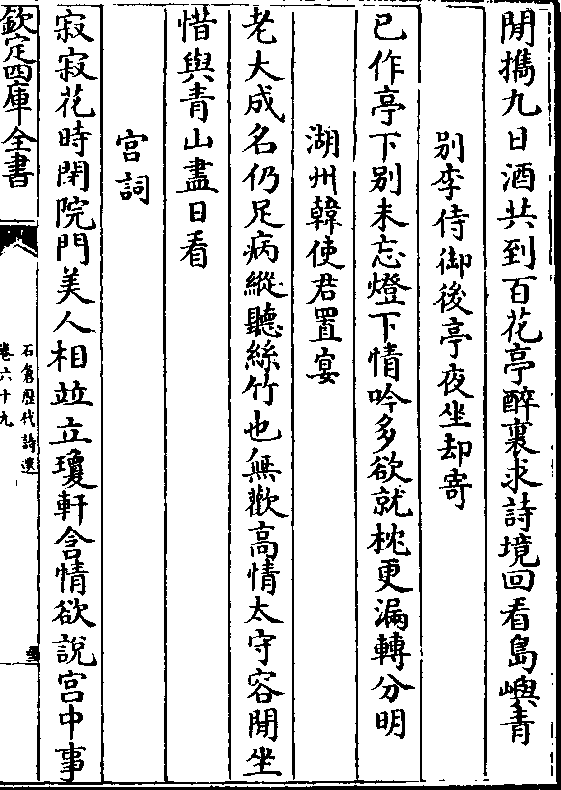 閒攜九日酒共到百花亭醉裏求詩境回看島嶼青
別李侍御後亭夜坐却寄
已作亭下別未忘燈下情吟多欲就枕更漏轉分明
湖州韓使君置宴
老大成名仍足病縱聽絲竹也無歡高情太守容閒坐
惜與青山盡日看
宮詞
寂寂花時閉院門美人相並立瓊軒含情欲說宮中事
欽定四庫全書
石倉歷代詩選
卷六十九